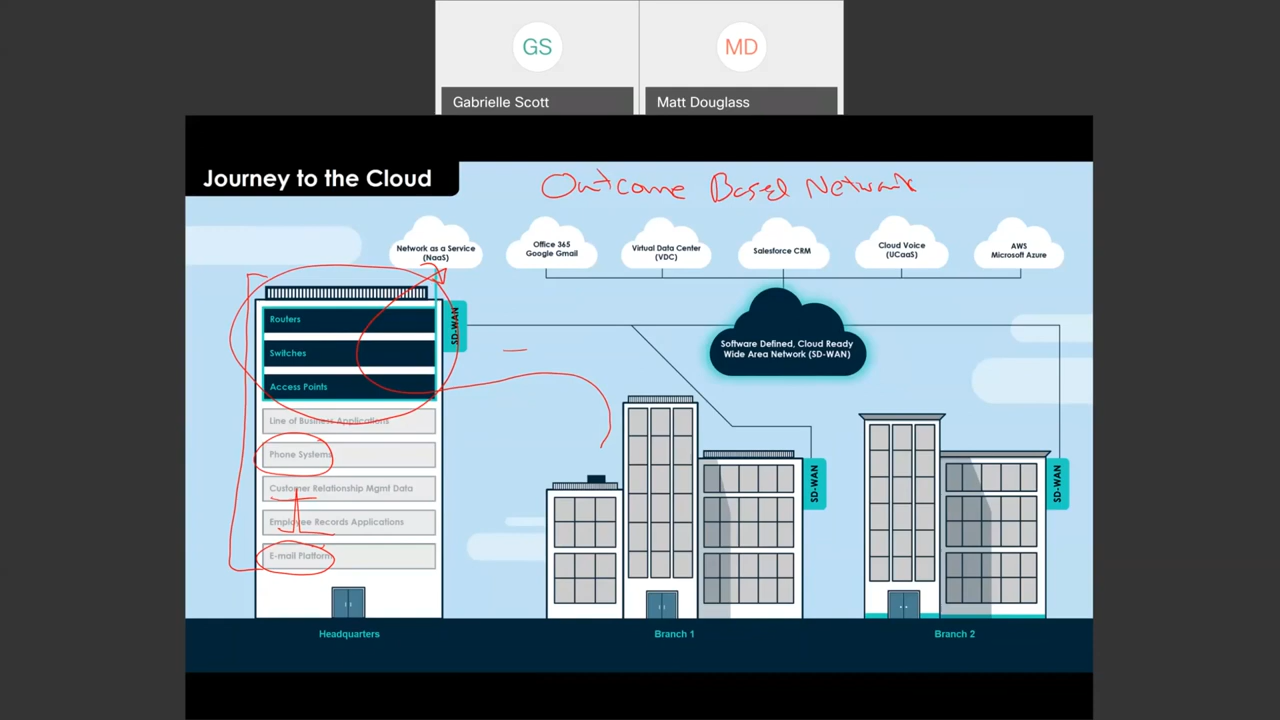 GS
MD
Gabrielle Scott
Matt Douglass
Journey to the Cloud
Outcome Based Network
Network as a Service
(NaaS)
Office 365
Google Gmail
Virtual Data Center
(VDC)
Salesforce CRM
Cloud Voice
(UCaaS)
AWS
Microsoft Azure
Routers
Switches
Access Points
Line of Business Applications
Phone Systems
Customer Relationship Mgmt Data
Employee Records Applications
E-mail Platform
SD-WAN
Software Defined, Cloud Ready
Wide Area Network (SD-WAN)
SD-WAN
SD-WAN
Headquarters
Branch 1
Branch 2